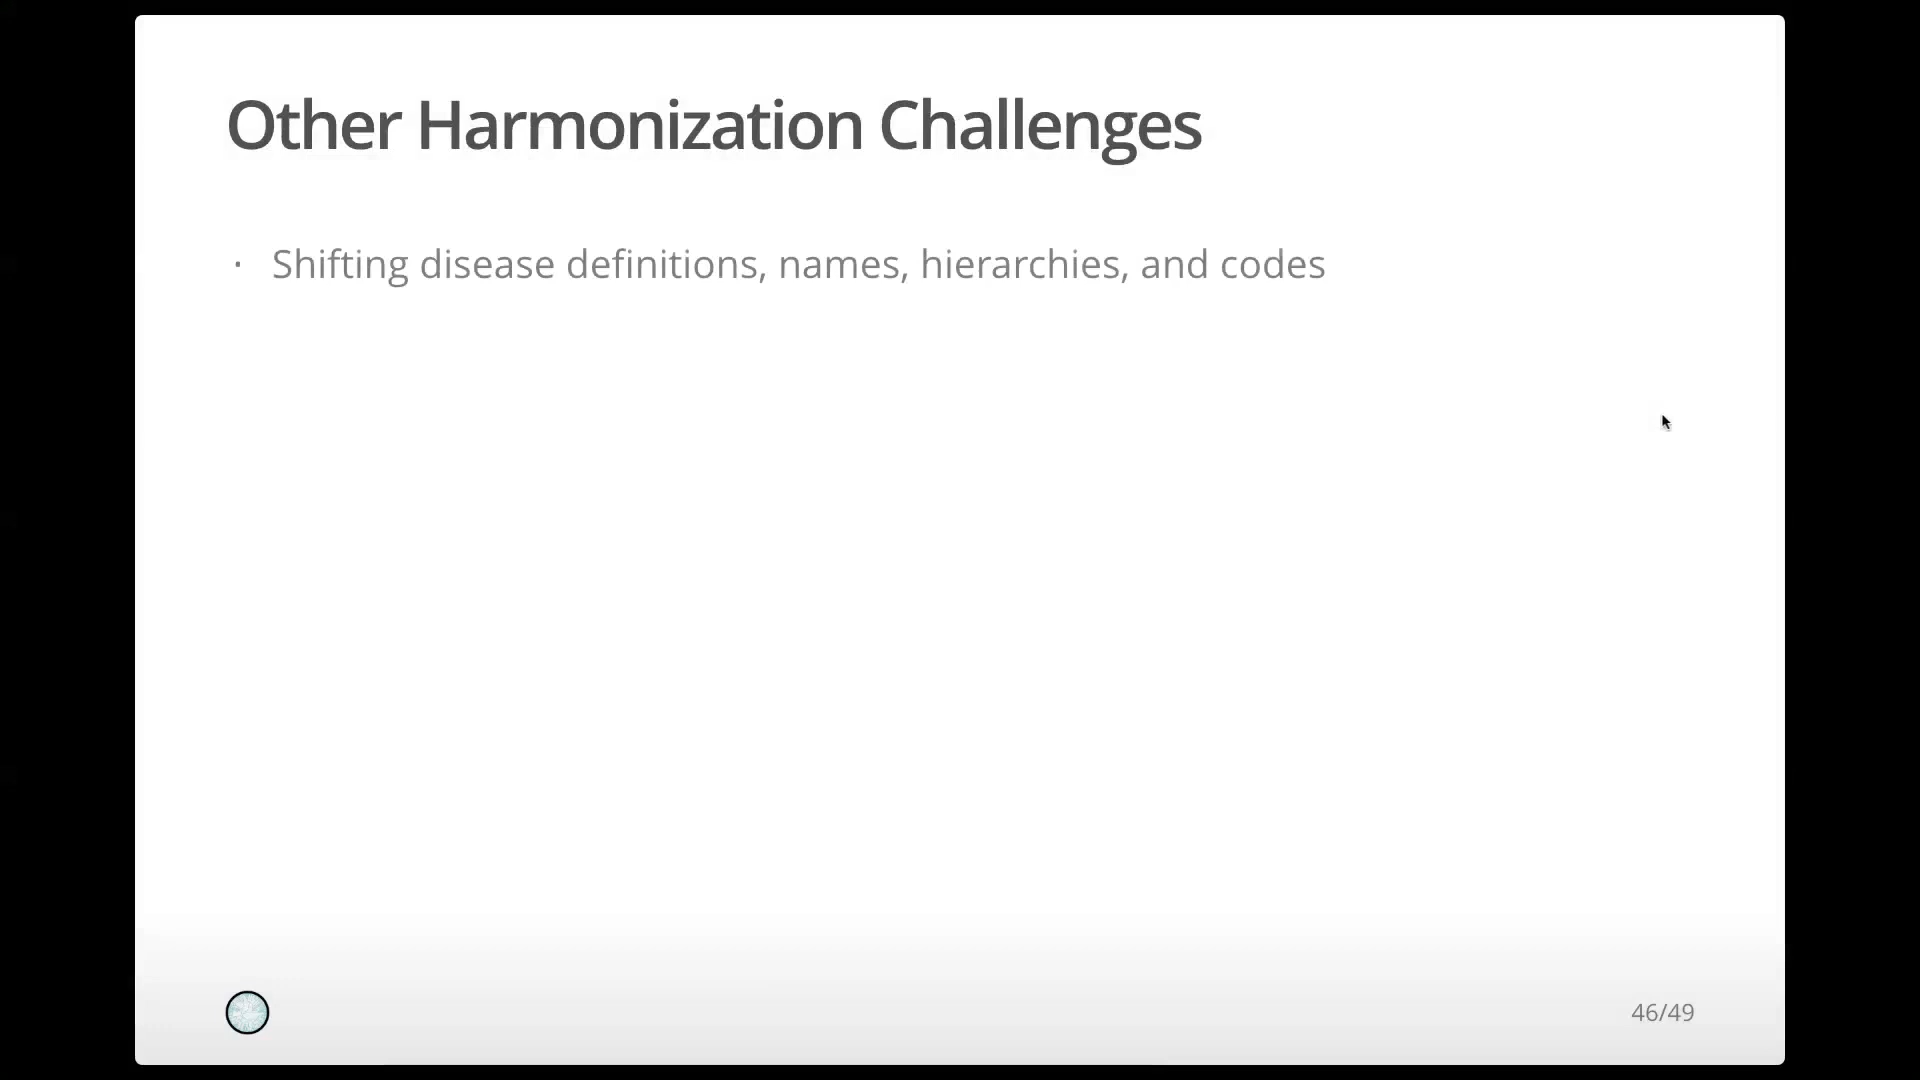 Other Harmonization Challenges
· Shifting disease definitions, names, hierarchies, and codes
46/49